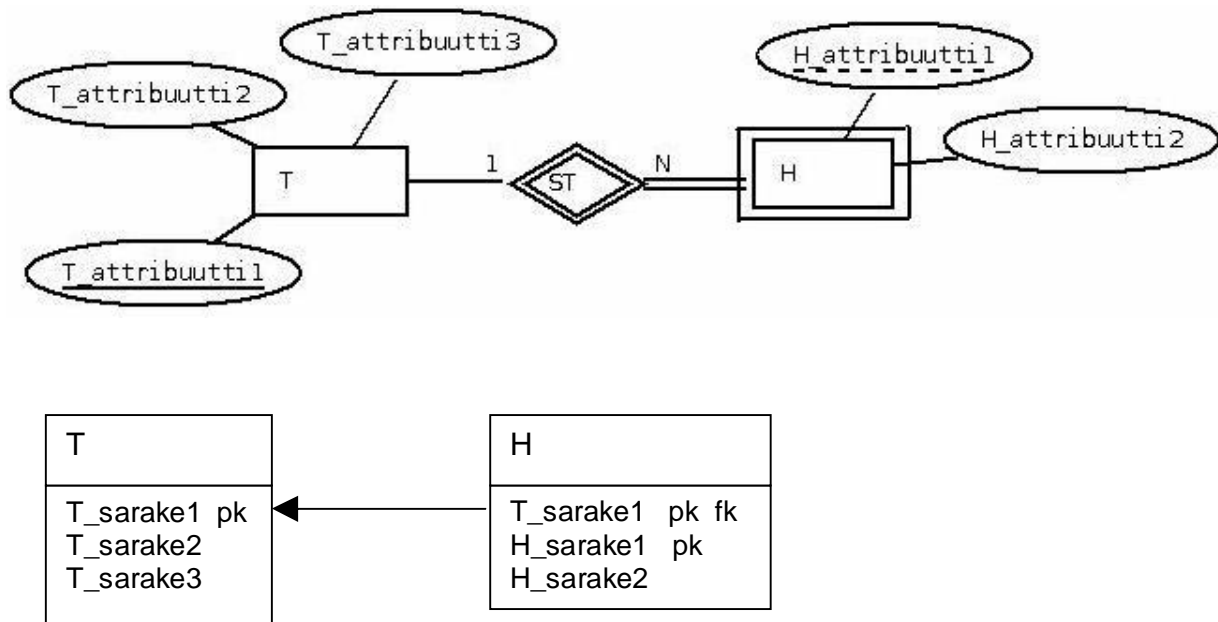 T_attribuutti3
H_attribuutti1
T_attribuutti2
H_attribuutti2
T
1
ST
N
H
T_attribuutti1
T
T_sarake1 pk
T_sarake2
T_sarake3
H
T_sarake1 pk fk
H_sarake1 pk
H_sarake2